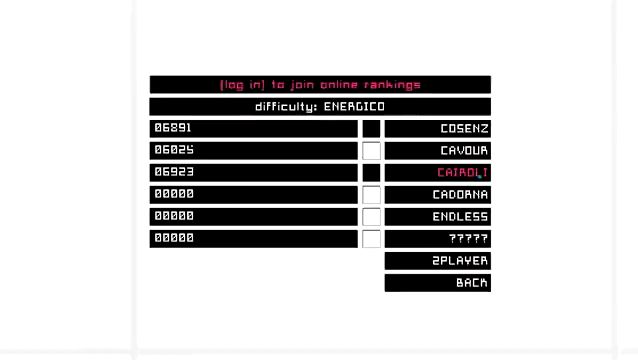 [log in] to join online rankings
difficulty: ENERGICO
06891 COSENZ
06025 CAVOUR
06923 CAIROLI
00000 CADORNA
00000 ENDLESS
00000 ?????
2PLAYER
BACK